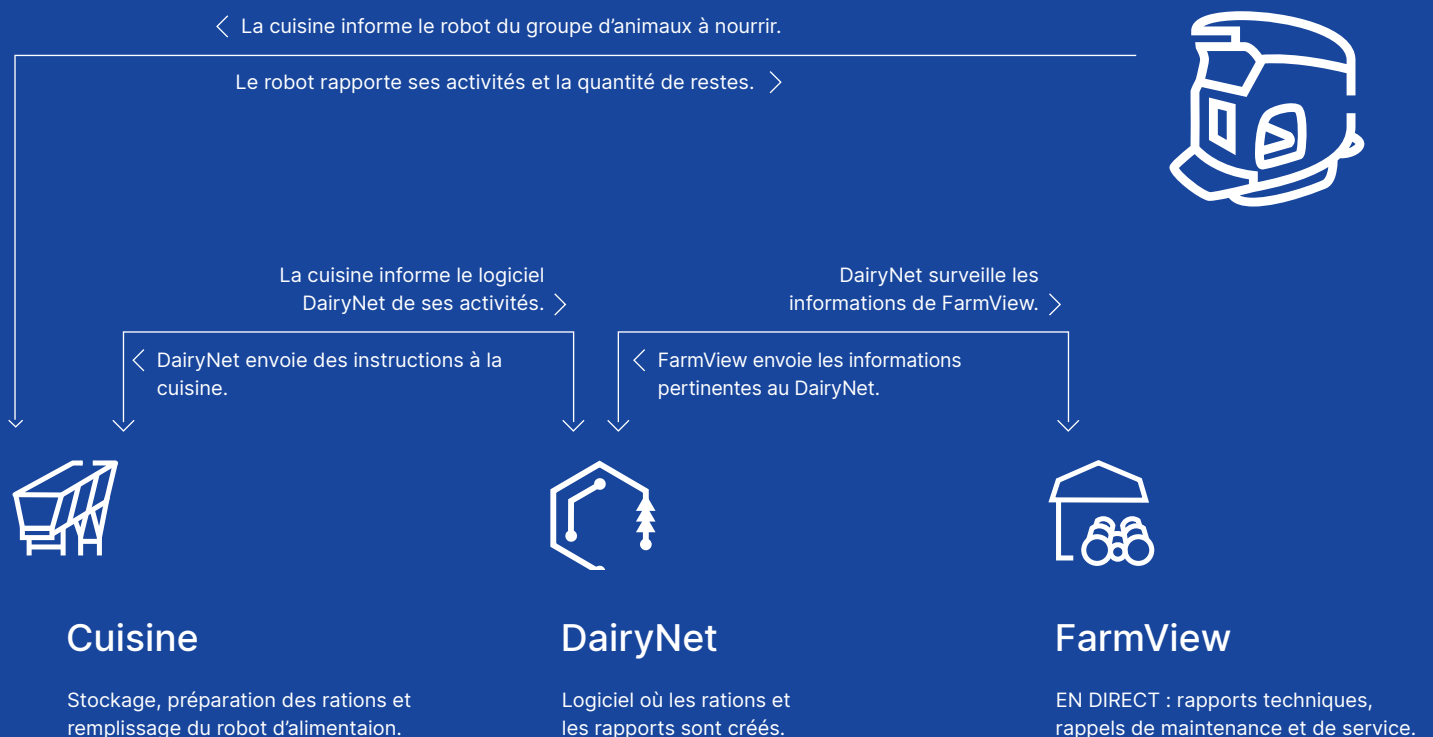 La cuisine informe le robot du groupe d’animaux à nourrir.
Le robot rapporte ses activités et la quantité de restes.
La cuisine informe le logiciel
DairyNet de ses activités.
DairyNet envoie des instructions à la
cuisine.
DairyNet surveille les
informations de FarmView.
FarmView envoie les informations
pertinentes au DairyNet.
Cuisine
Stockage, préparation des rations et
remplissage du robot d’alimentaion.
DairyNet
Logiciel où les rations et
les rapports sont créés.
FarmView
EN DIRECT : rapports techniques,
rappels de maintenance et de service.